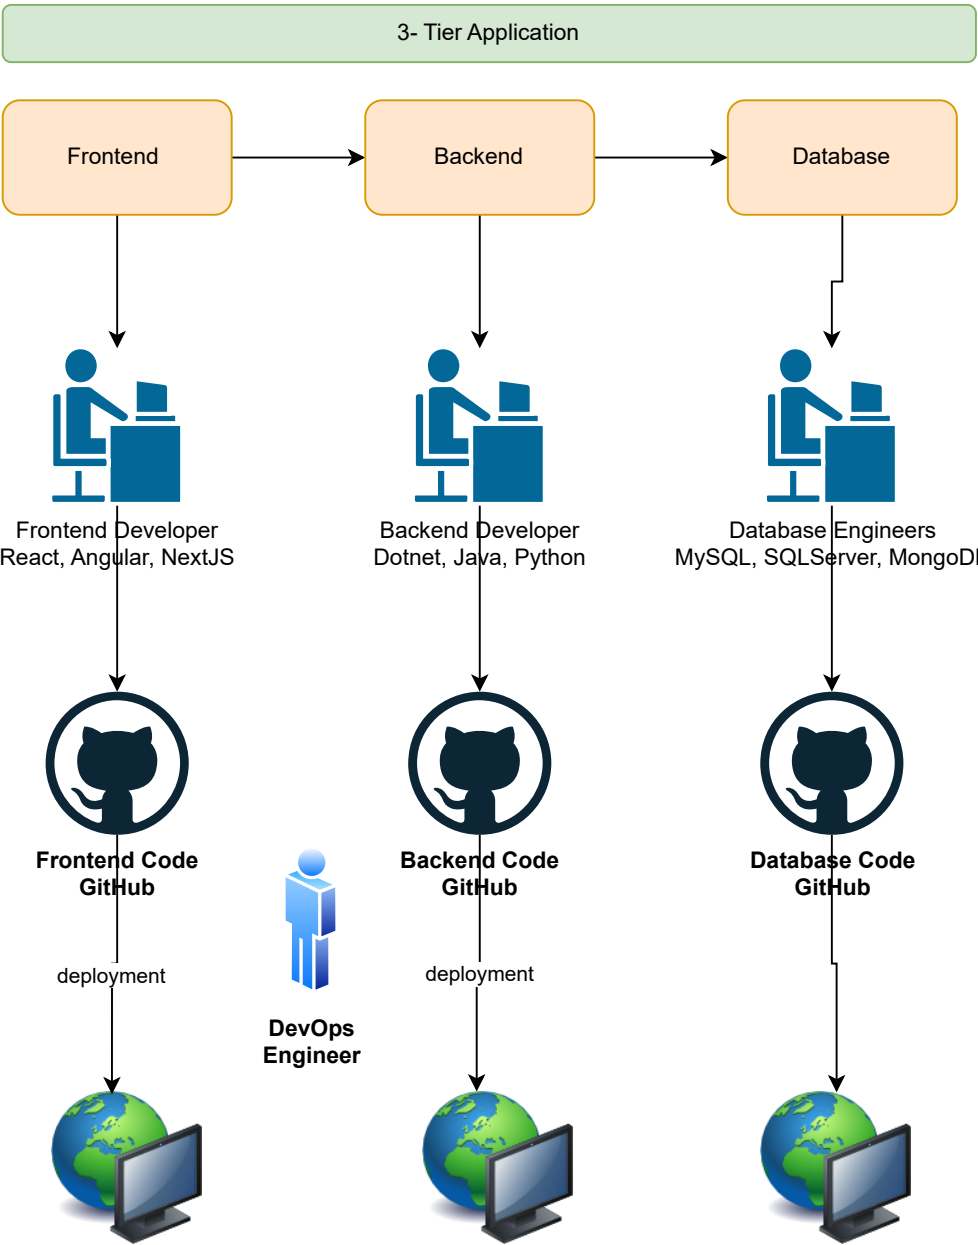 3- Tier Application
Frontend
Backend
Database
Frontend Developer
React, Angular, NextJS
Backend Developer
Dotnet, Java, Python
Database Engineers
MySQL, SQLServer, MongoD
Frontend Code
GitHub
Backend Code
GitHub
Database Code
GitHub
deployment
deployment
DevOps
Engineer